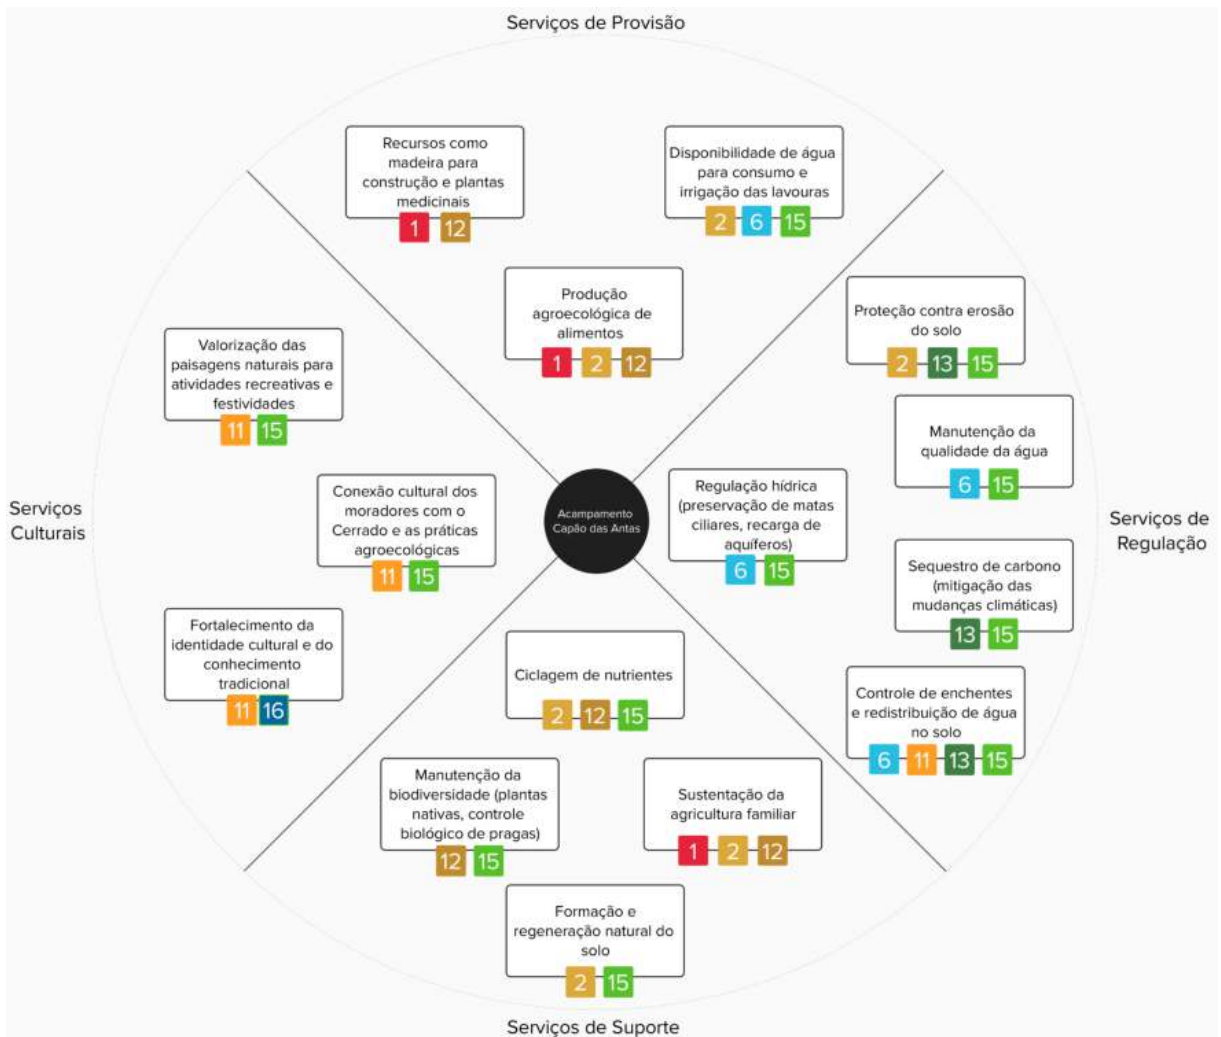 Serviços de Provisão
Recursos como
madeira para
construção e plantas
medicinais
1 12
Disponibilidade de água
para consumo e
irrigação das lavouras
2 6 15
Produção
agroecológica de
alimentos
1 2 12
Proteção contra erosão
do solo
2 13 15
Valorização das
paisagens naturais para
atividades recreativas e
festividades
11 15
Manutenção da
qualidade da água
6 15
Serviços
Culturais
Conexão cultural dos
moradores com o
Cerrado e as práticas
agroecológicas
11 15
Acampamento
Capão das Antas
Regulação hídrica
(preservação de matas
ciliares, recarga de
aquíferos)
6 15
Serviços de
Regulação
Sequestro de carbono
(mitigação das
mudanças climáticas)
13 15
Fortalecimento da
identidade cultural e do
conhecimento
tradicional
11 16
Ciclagem de nutrientes
2 12 15
Controle de enchentes
e redistribuição de água
no solo
6 11 13 15
Manutenção da
biodiversidade (plantas
nativas, controle
biológico de pragas)
12 15
Sustentação da
agricultura familiar
1 2 12
Formação e
regeneração natural do
solo
2 15
Serviços de Suporte